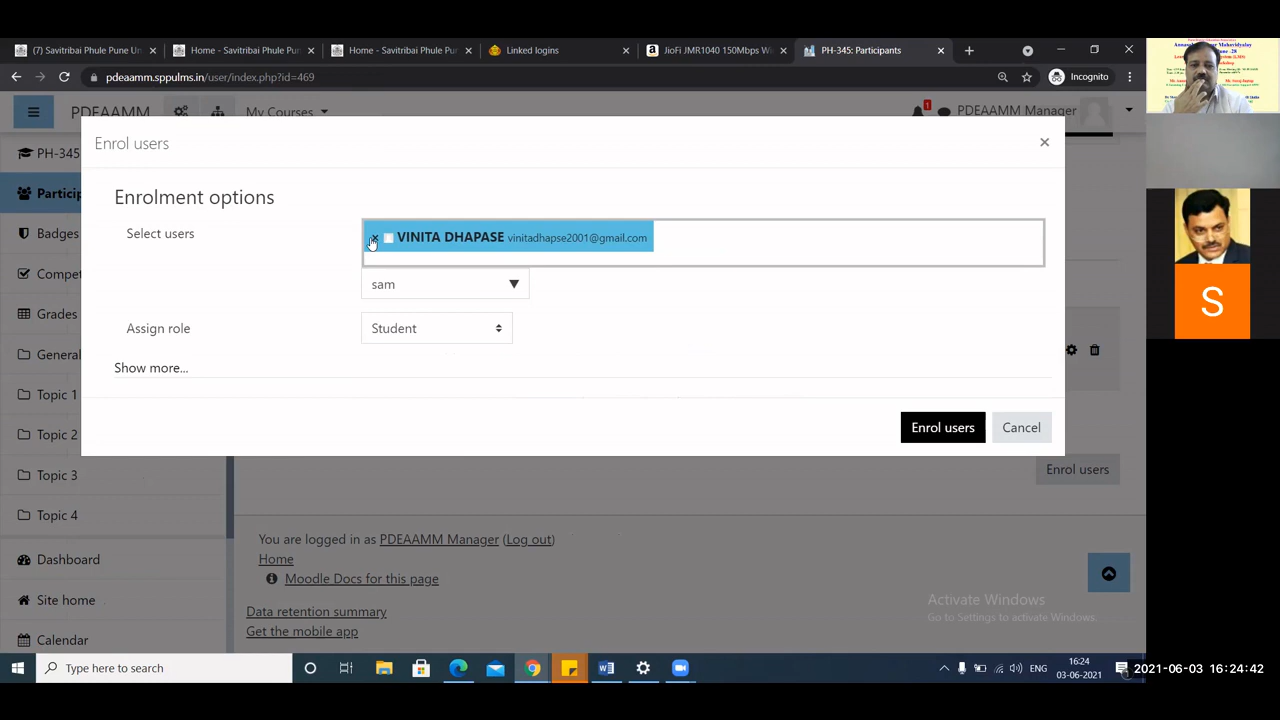 (7) Savitribai Phule Pune Un
Home - Savitribai Phule Pun
Home - Savitribai Phule Pun
Linked logins
JioFi JMR1040 150Mbps W
PH-345: Participants
pdeaamm.sppulms.in/user/index.php?id=469
Incognito
PDEAAMM
My Courses
1
PDEAAMM Manager
Enrol users
×
PH-345
Enrolment options
Particip
Select users
× VINITA DHAPASE vinitadhapse2001@gmail.com
Badges
Compet
sam
Grades
Assign role
Student
General
Show more...
Topic 1
Topic 2
Enrol users
Cancel
Topic 3
Enrol users
Topic 4
You are logged in as PDEAAMM Manager (Log out)
Home
Dashboard
Moodle Docs for this page
Site home
Data retention summary
Get the mobile app
Calendar
Activate Windows
Go to Settings to activate Windows.
S
Type here to search
ENG
16:24
03-06-2021
2021-06-03 16:24:42